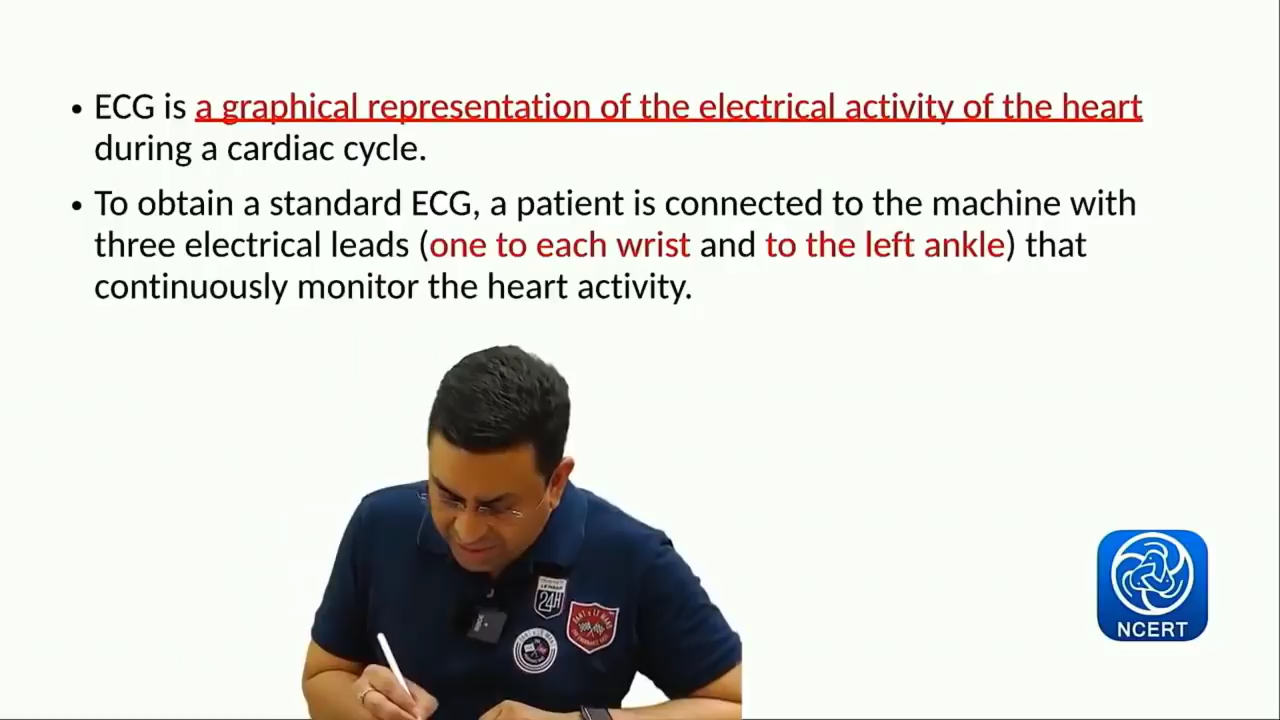 • ECG is a graphical representation of the electrical activity of the heart
during a cardiac cycle.
• To obtain a standard ECG, a patient is connected to the machine with
three electrical leads (one to each wrist and to the left ankle) that
continuously monitor the heart activity.
24H
NCERT